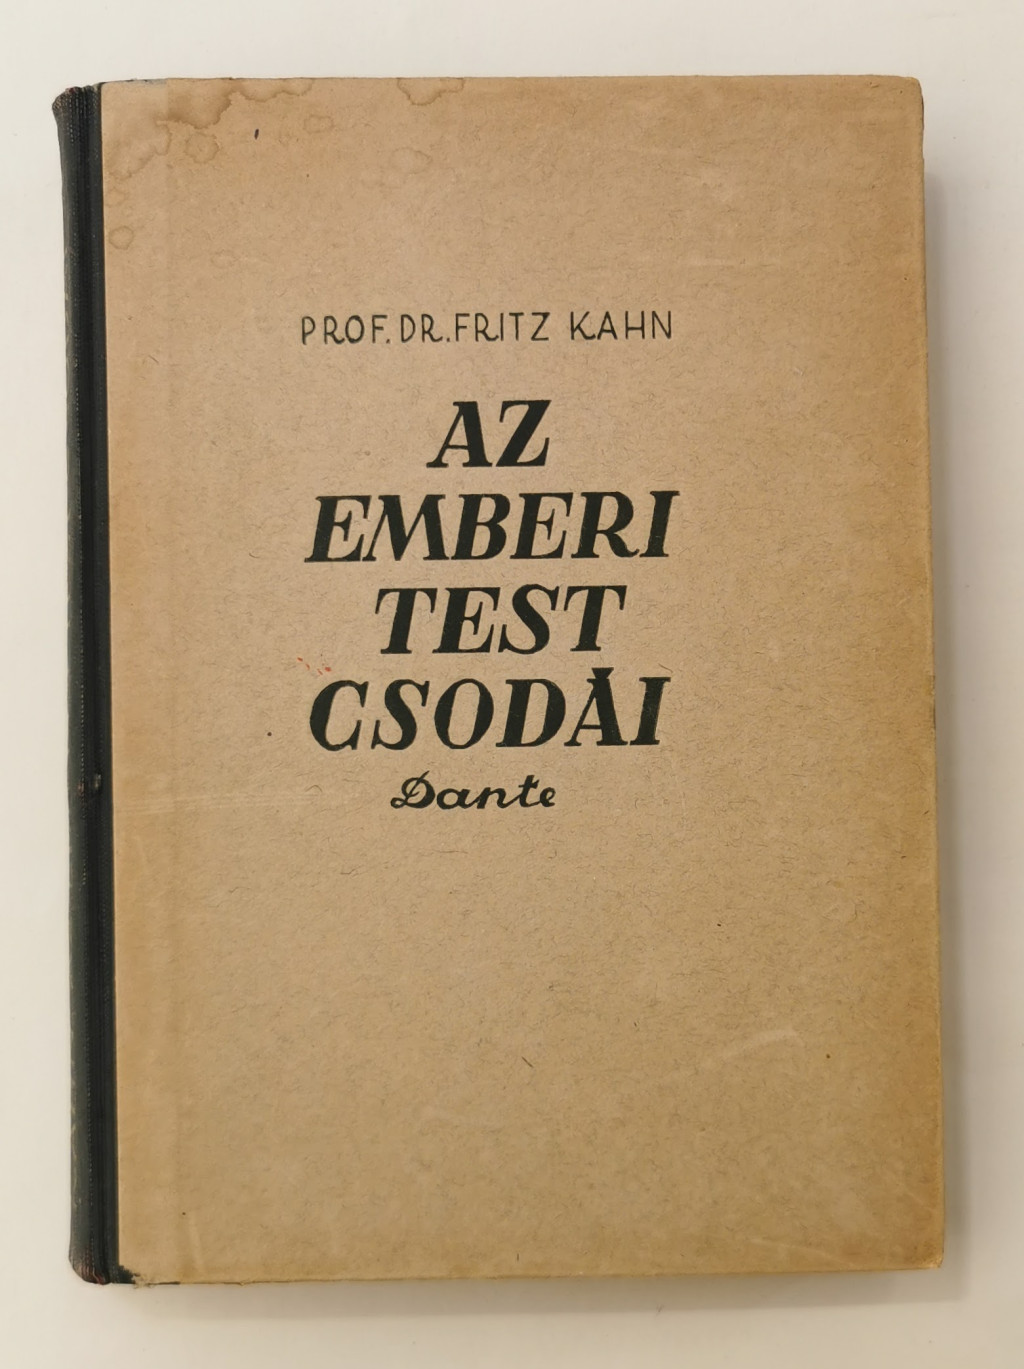 PROF. DR. FRITZ KAHN
AZ
EMBERI
TEST
CSODÁI
Dante